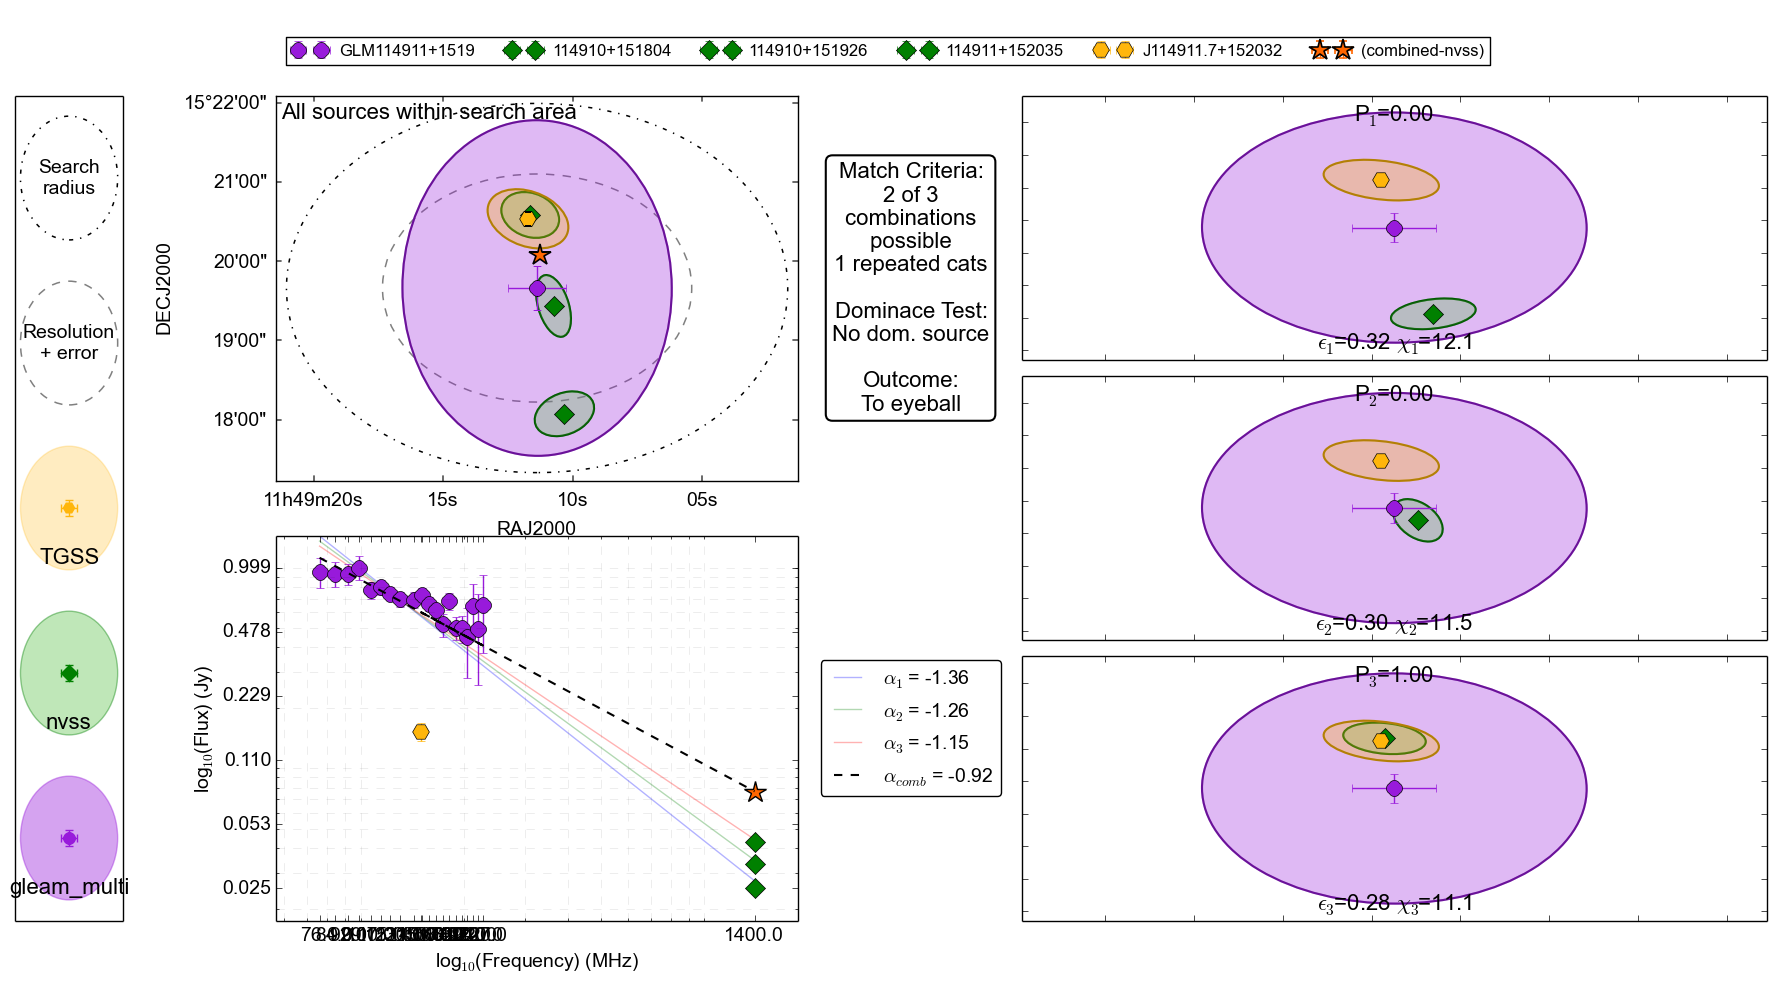 GLM114911+1519 114910+151804 114910+151926 114911+152035 J114911.7+152032 (combined-nvss)
Search
radius
Resolution
+ error
TGSS
nvss
gleam_multi
All sources within search area
DECJ2000
15°22'00"
21'00"
20'00"
19'00"
18'00"
11h49m20s 15s 10s 05s
RAJ2000
Match Criteria:
2 of 3
combinations
possible
1 repeated cats
Dominace Test:
No dom. source
Outcome:
To eyeball
log10(Flux) (Jy)
0.999
0.478
0.229
0.110
0.053
0.025
1400.0
log10(Frequency) (MHz)
α1 = -1.36
α2 = -1.26
α3 = -1.15
αcomb = -0.92
P1=0.00
ϵ1=0.32 χ1=12.1
P2=0.00
ϵ2=0.30 χ2=11.5
P3=1.00
ϵ3=0.28 χ3=11.1